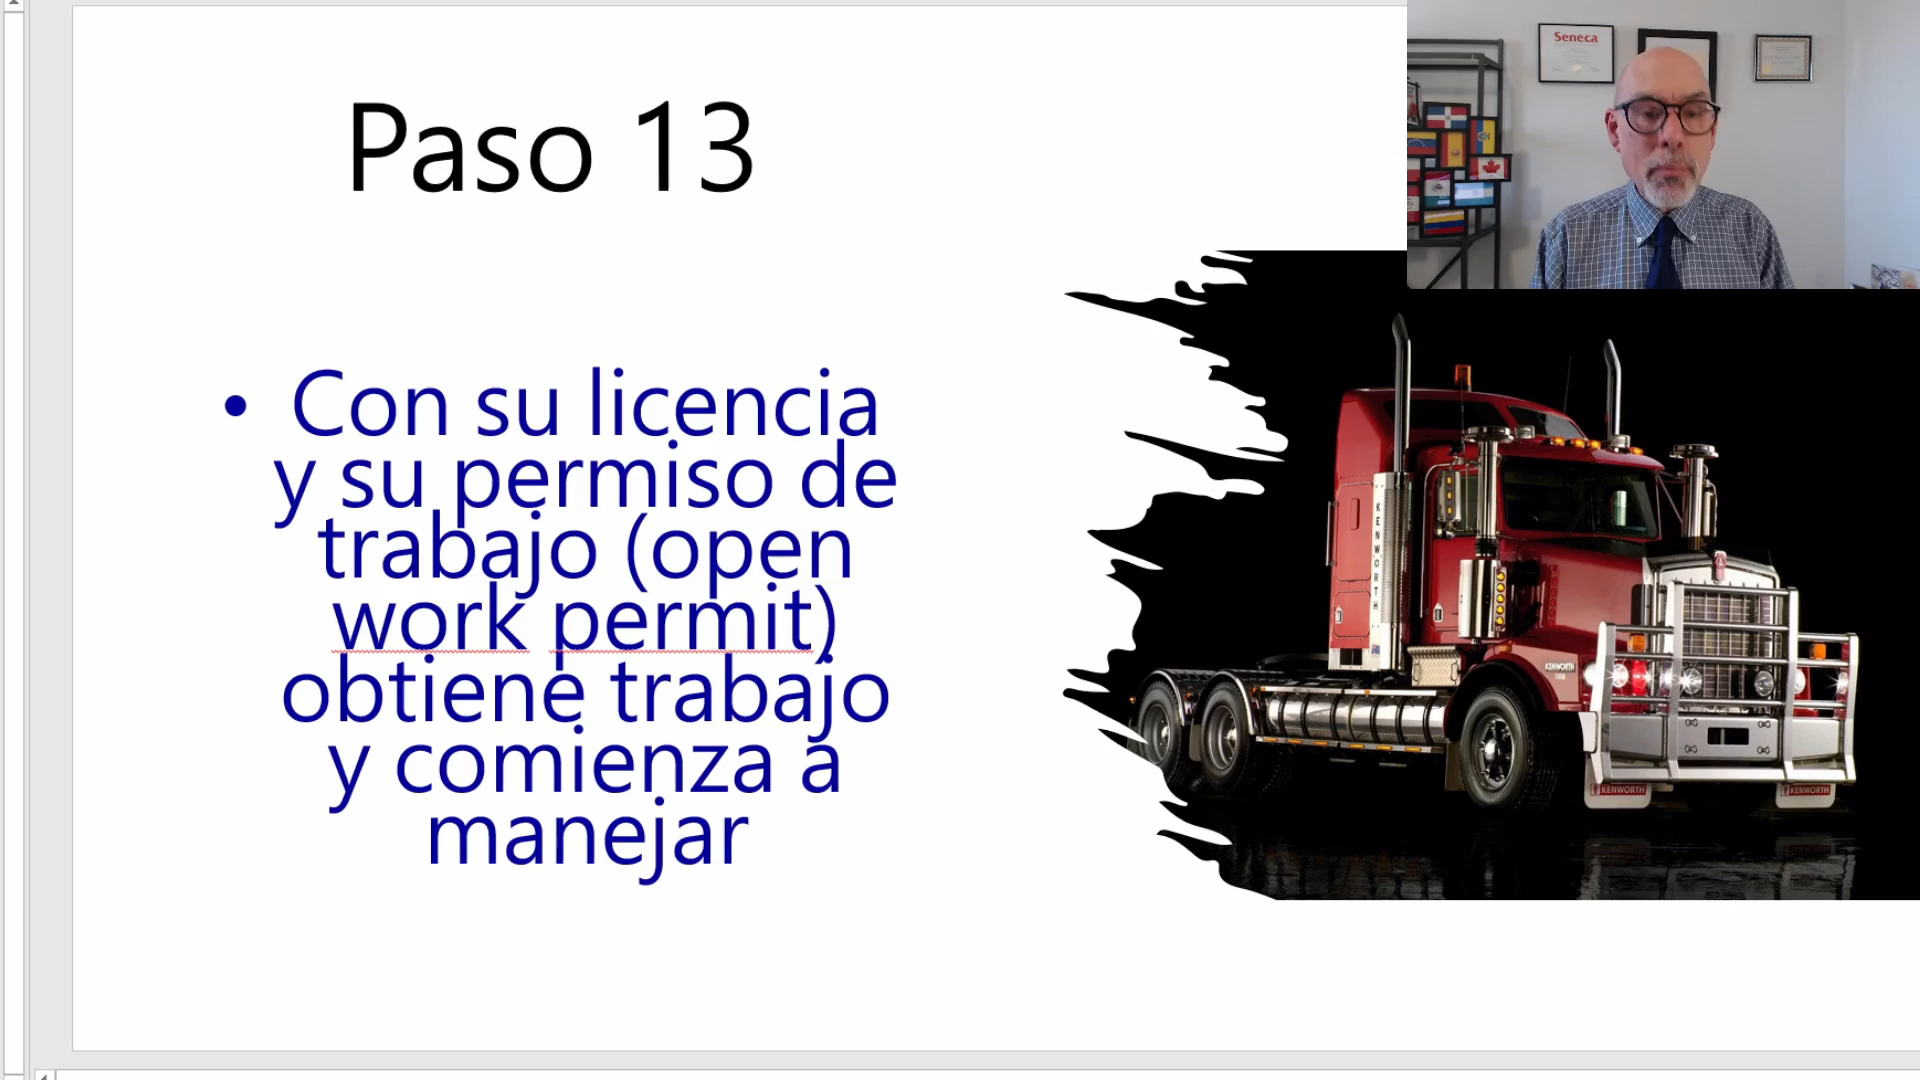 Paso 13
• Con su licencia
y su permiso de
trabajo (open
work permit)
obtiene trabajo
y comienza a
manejar
Seneca
KENWORTH
KENWORTH
KENWORTH
KENWORTH